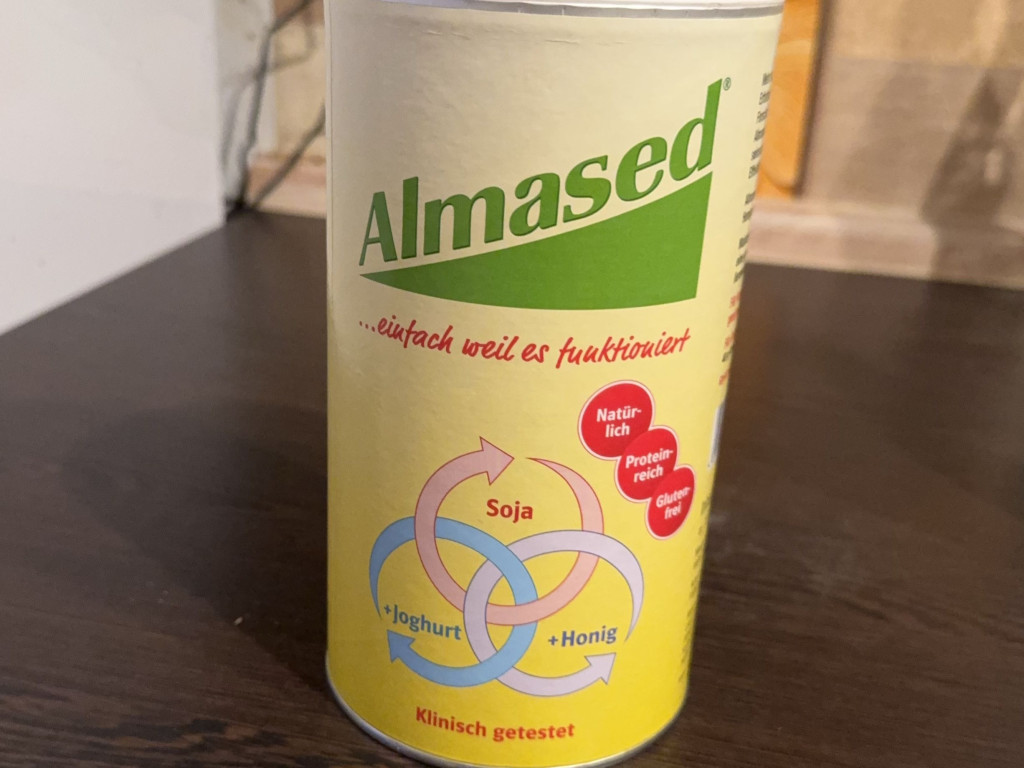 Almased®
...einfach weil es funktioniert
Natür-
lich
Protein-
reich
Gluten-
frei
Soja
+Joghurt
+Honig
Klinisch getestet